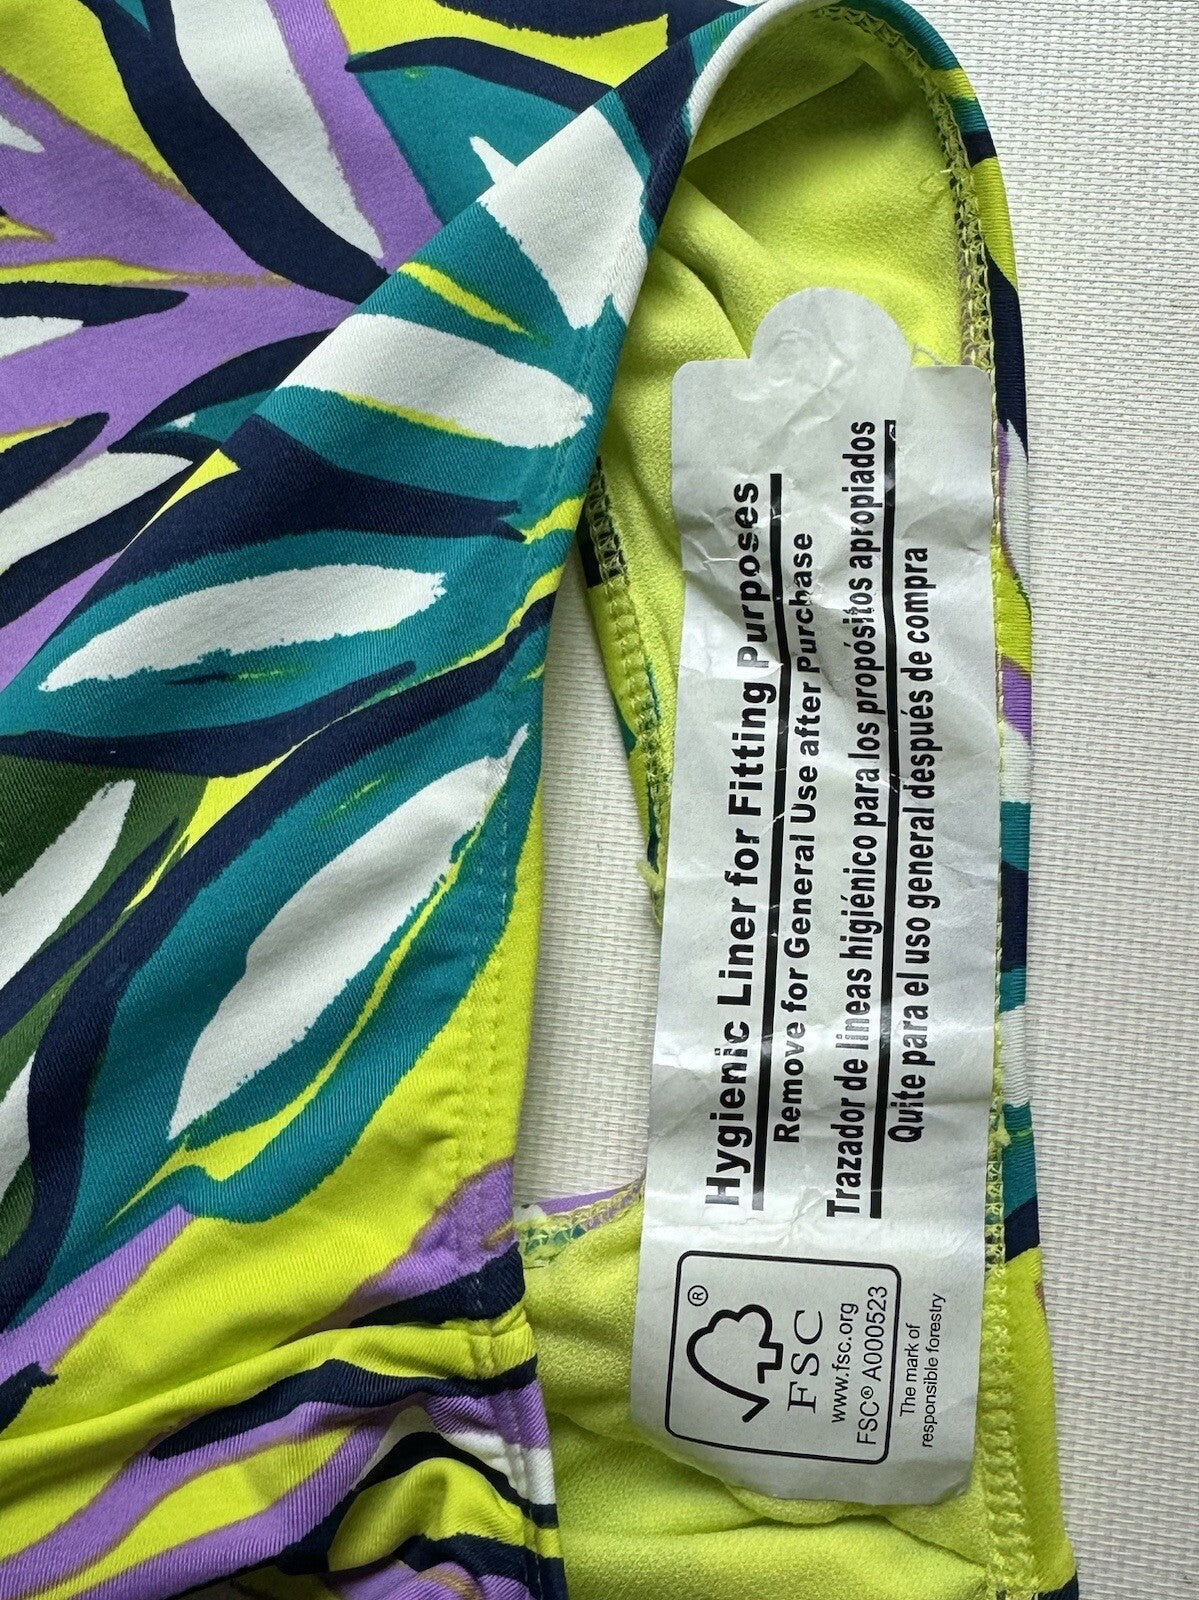 Hygienic Liner for Fitting Purposes
Remove for General Use after Purchase
Trazador de lineas higiénico para los propósitos apropiados
Quite para el uso general después de compra
®
FSC
www.fsc.org
FSC® A000523
The mark of
responsible forestry